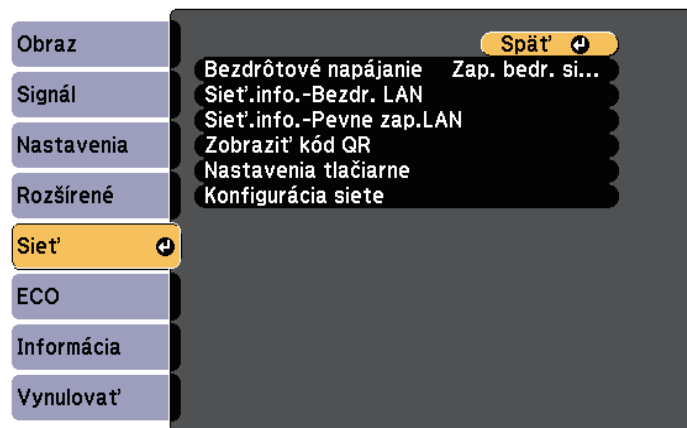 Obraz
Signál
Nastavenia
Rozšírené
Sieť
ECO
Informácia
Vynulovať
Späť
Bezdrôtové napájanie Zap. bedr. si...
Sieť.info.-Bezdr. LAN
Sieť.info.-Pevne zap.LAN
Zobraziť kód QR
Nastavenia tlačiarne
Konfigurácia siete